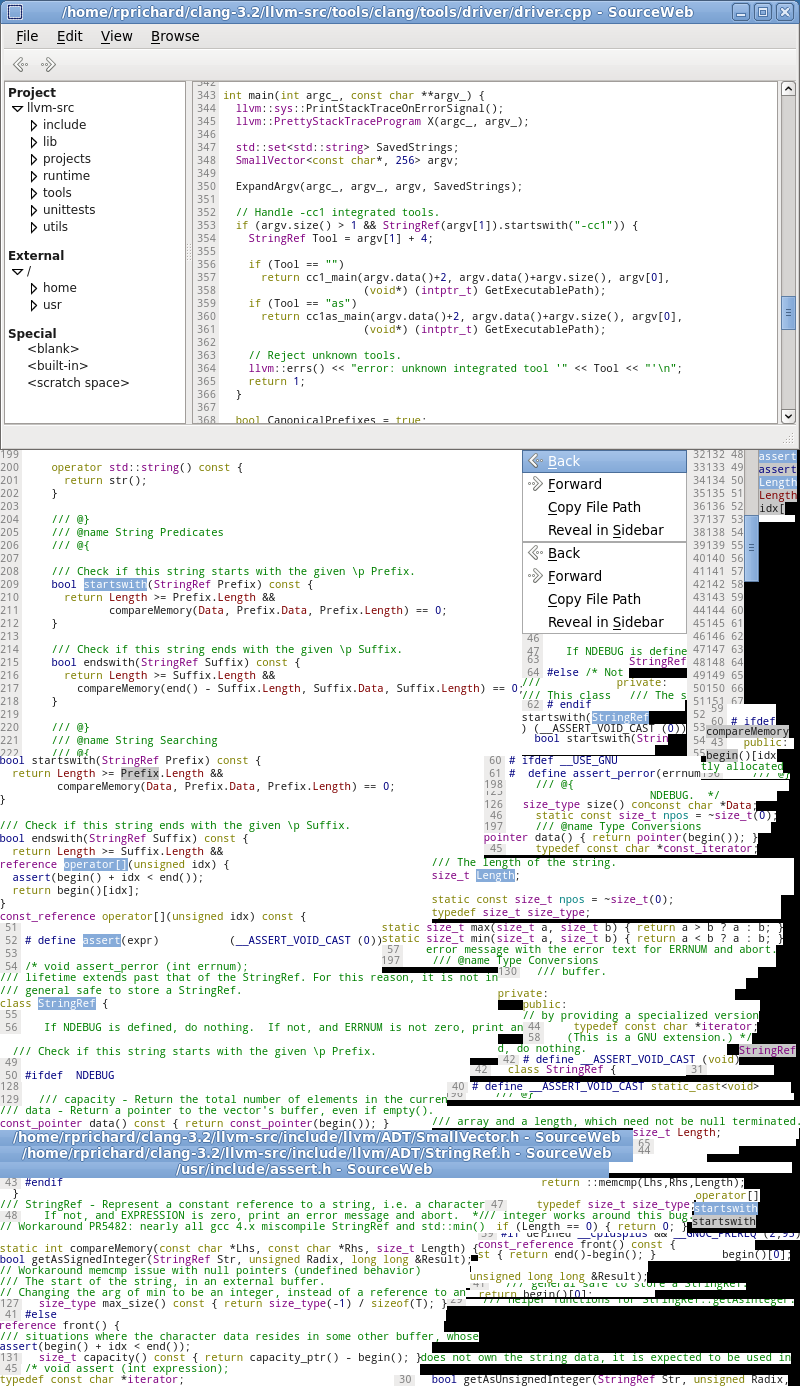 /home/rprichard/clang-3.2/llvm-src/tools/clang/tools/driver/driver.cpp - SourceWeb
File Edit View Browse
Project
llvm-src
include
lib
projects
runtime
tools
unittests
utils
External
/
home
usr
Special
<blank>
<built-in>
<scratch space>
342
343 int main(int argc_, const char **argv_) {
344 llvm::sys::PrintStackTraceOnErrorSignal();
345 llvm::PrettyStackTraceProgram X(argc_, argv_);
346
347 std::set<std::string> SavedStrings;
348 SmallVector<const char*, 256> argv;
349
350 ExpandArgv(argc_, argv_, argv, SavedStrings);
351
352 // Handle -cc1 integrated tools.
353 if (argv.size() > 1 && StringRef(argv[1]).startswith("-cc1")) {
354 StringRef Tool = argv[1] + 4;
355
356 if (Tool == "")
357 return cc1_main(argv.data()+2, argv.data()+argv.size(), argv[0],
358 (void*) (intptr_t) GetExecutablePath);
359 if (Tool == "as")
360 return cc1as_main(argv.data()+2, argv.data()+argv.size(), argv[0],
361 (void*) (intptr_t) GetExecutablePath);
362
363 // Reject unknown tools.
364 llvm::errs() << "error: unknown integrated tool '" << Tool << "'\n";
365 return 1;
366 }
367
368 bool CanonicalPrefixes = true;
199
200 operator std::string() const {
201 return str();
202 }
203
204 /// @}
205 /// @name String Predicates
206 /// @{
207
208 /// Check if this string starts with the given \p Prefix.
209 bool startswith(StringRef Prefix) const {
210 return Length >= Prefix.Length &&
211 compareMemory(Data, Prefix.Data, Prefix.Length) == 0;
212 }
213
214 /// Check if this string ends with the given \p Suffix.
215 bool endswith(StringRef Suffix) const {
216 return Length >= Suffix.Length &&
217 compareMemory(end() - Suffix.Length, Suffix.Data, Suffix.Length) == 0;
218 }
219
220 /// @}
221 /// @name String Searching
222 /// @{
Back
Forward
Copy File Path
Reveal in Sidebar
Back
Forward
Copy File Path
Reveal in Sidebar
assert
assert
Length
Length
idx[
46
47 If NDEBUG is define
63 StringRef
64 #else /* Not
/// private:
/// This class /// The s
62 # endif
startswith(StringRef
) (__ASSERT_VOID_CAST (0))
bool startswith(Strin
60 # ifdef
compareMemory
43 public:
begin()[idx
tly allocated
bool startswith(StringRef Prefix) const {
return Length >= Prefix.Length &&
compareMemory(Data, Prefix.Data, Prefix.Length) == 0;
}
/// Check if this string ends with the given \p Suffix.
bool endswith(StringRef Suffix) const {
return Length >= Suffix.Length &&
reference operator[](unsigned idx) {
assert(begin() + idx < end());
return begin()[idx];
}
const_reference operator[](unsigned idx) const {
60 # ifdef __USE_GNU
61 # define assert_perror(errnum
198 /// @{
NDEBUG. */
126 size_type size() const char *Data;
46 static const size_t npos = ~size_t(0);
197 /// @name Type Conversions
pointer data() { return pointer(begin()); }
45 typedef const char *const_iterator;
/// The length of the string.
size_t Length;
static const size_t npos = ~size_t(0);
typedef size_t size_type;
51
52 # define assert(expr) (__ASSERT_VOID_CAST (0))
53
54 /* void assert_perror (int errnum);
/// lifetime extends past that of the StringRef. For this reason, it is not in
/// general safe to store a StringRef.
class StringRef {
55
56 If NDEBUG is defined, do nothing. If not, and ERRNUM is not zero, print an
/// Check if this string starts with the given \p Prefix.
49
50 #ifdef NDEBUG
128
129 /// capacity - Return the total number of elements in the curren
/// data - Return a pointer to the vector's buffer, even if empty().
const_pointer data() const { return const_pointer(begin()); }
static size_t max(size_t a, size_t b) { return a > b ? a : b; }
static size_t min(size_t a, size_t b) { return a < b ? a : b; }
57 error message with the error text for ERRNUM and abort.
197 /// @name Type Conversions
130 /// buffer.
private:
public:
// by providing a specialized version
44 typedef const char *iterator;
58 (This is a GNU extension.) */
d, do nothing. StringRef
42 # define __ASSERT_VOID_CAST (void)
42 class StringRef { 31
40 # define __ASSERT_VOID_CAST static_cast<void>
/// array and a length, which need not be null terminated.
size_t Length;
65
44
/home/rprichard/clang-3.2/llvm-src/include/llvm/ADT/SmallVector.h - SourceWeb
/home/rprichard/clang-3.2/llvm-src/include/llvm/ADT/StringRef.h - SourceWeb
/usr/include/assert.h - SourceWeb
43 #endif return ::memcmp(Lhs,Rhs,Length);
} operator[]
/// StringRef - Represent a constant reference to a string, i.e. a character 47 typedef size_t size_type;
startswith
48 If not, and EXPRESSION is zero, print an error message and abort. */ // integer works around this bug.
startswith
// Workaround PR5482: nearly all gcc 4.x miscompile StringRef and std::min() if (Length == 0) { return 0; }
static int compareMemory(const char *Lhs, const char *Rhs, size_t Length) {
const_reference front() const {
bool getAsSignedInteger(StringRef Str, unsigned Radix, long long &Result);
st { return end()-begin(); } begin()[0];
// Workaround memcmp issue with null pointers (undefined behavior)
/// The start of the string, in an external buffer.
unsigned long long &Result);
// Changing the arg of min to be an integer, instead of a reference to an
return begin()[0];
127 size_type max_size() const { return size_type(-1) / sizeof(T); }
/// helper functions for StringRef::getAsInteger.
41 #else
reference front() {
/// situations where the character data resides in some other buffer, whose
assert(begin() + idx < end());
131 size_t capacity() const { return capacity_ptr() - begin(); }
does not own the string data, it is expected to be used in
45 /* void assert (int expression);
typedef const char *iterator;
30 bool getAsUnsignedInteger(StringRef Str, unsigned Radix,